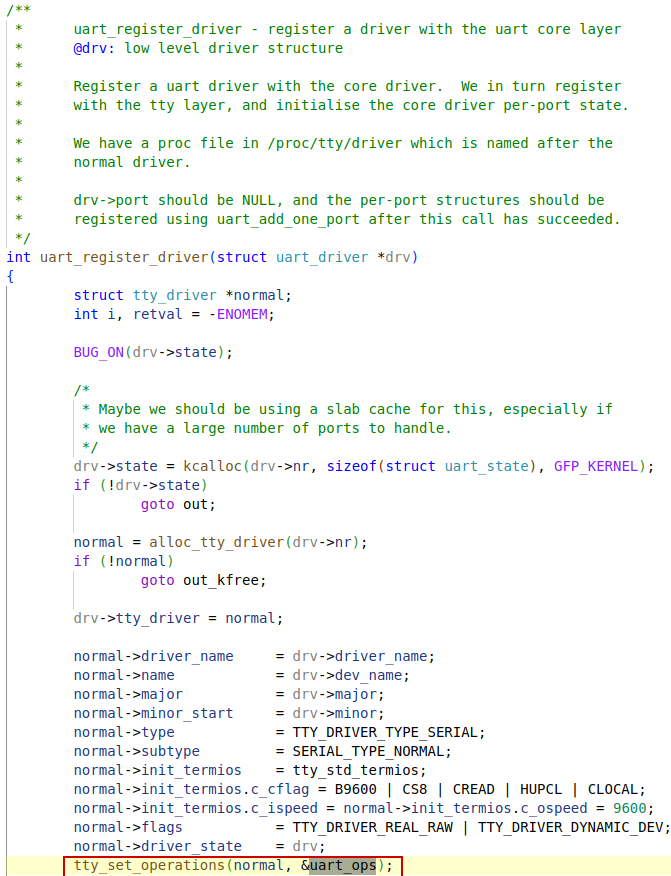 /**
 *      uart_register_driver - register a driver with the uart core layer
 *      @drv: low level driver structure
 *
 *      Register a uart driver with the core driver.  We in turn register
 *      with the tty layer, and initialise the core driver per-port state.
 *
 *      We have a proc file in /proc/tty/driver which is named after the
 *      normal driver.
 *
 *      drv->port should be NULL, and the per-port structures should be
 *      registered using uart_add_one_port after this call has succeeded.
 */
int uart_register_driver(struct uart_driver *drv)
{
        struct tty_driver *normal;
        int i, retval = -ENOMEM;

        BUG_ON(drv->state);

        /*
         * Maybe we should be using a slab cache for this, especially if
         * we have a large number of ports to handle.
         */
        drv->state = kcalloc(drv->nr, sizeof(struct uart_state), GFP_KERNEL);
        if (!drv->state)
                goto out;

        normal = alloc_tty_driver(drv->nr);
        if (!normal)
                goto out_kfree;

        drv->tty_driver = normal;

        normal->driver_name     = drv->driver_name;
        normal->name            = drv->dev_name;
        normal->major           = drv->major;
        normal->minor_start     = drv->minor;
        normal->type            = TTY_DRIVER_TYPE_SERIAL;
        normal->subtype         = SERIAL_TYPE_NORMAL;
        normal->init_termios    = tty_std_termios;
        normal->init_termios.c_cflag = B9600 | CS8 | CREAD | HUPCL | CLOCAL;
        normal->init_termios.c_ispeed = normal->init_termios.c_ospeed = 9600;
        normal->flags           = TTY_DRIVER_REAL_RAW | TTY_DRIVER_DYNAMIC_DEV;
        normal->driver_state    = drv;
        tty_set_operations(normal, &uart_ops);